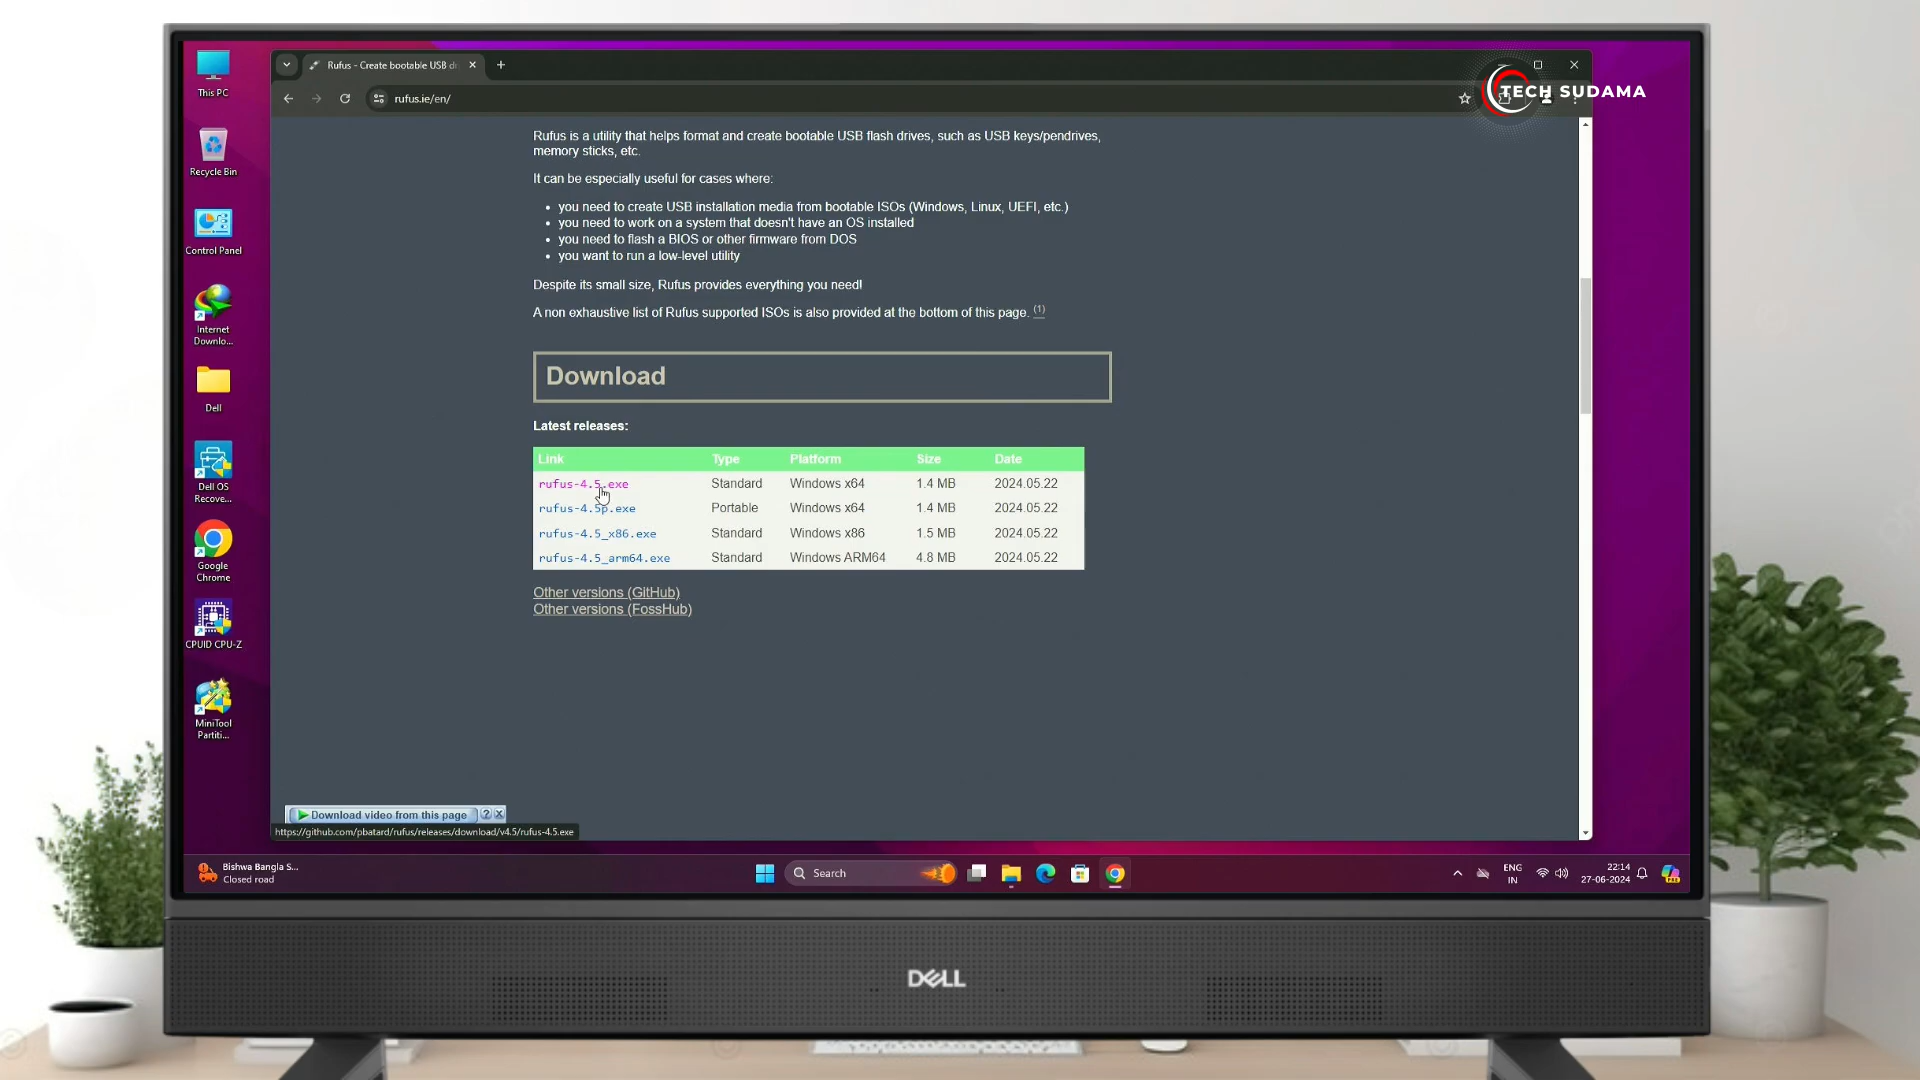 This PC
Recycle Bin
Control Panel
Internet
Downlo...
Dell
Dell OS
Recove...
Google
Chrome
CPUID CPU-Z
MiniTool
Partiti...
Rufus - Create bootable USB dr
rufus.ie/en/
TECH SUDAMA
Rufus is a utility that helps format and create bootable USB flash drives, such as USB keys/pendrives,
memory sticks, etc.
It can be especially useful for cases where:
• you need to create USB installation media from bootable ISOs (Windows, Linux, UEFI, etc.)
• you need to work on a system that doesn't have an OS installed
• you need to flash a BIOS or other firmware from DOS
• you want to run a low-level utility
Despite its small size, Rufus provides everything you need!
A non exhaustive list of Rufus supported ISOs is also provided at the bottom of this page. (1)
Download
Latest releases:
Link Type Platform Size Date
rufus-4.5.exe Standard Windows x64 1.4 MB 2024.05.22
rufus-4.5p.exe Portable Windows x64 1.4 MB 2024.05.22
rufus-4.5_x86.exe Standard Windows x86 1.5 MB 2024.05.22
rufus-4.5_arm64.exe Standard Windows ARM64 4.8 MB 2024.05.22
Other versions (GitHub)
Other versions (FossHub)
Download video from this page ?
https://github.com/pbatard/rufus/releases/download/v4.5/rufus-4.5.exe
Bishwa Bangla S...
Closed road
Search
ENG
IN
22:14
27-06-2024
DELL